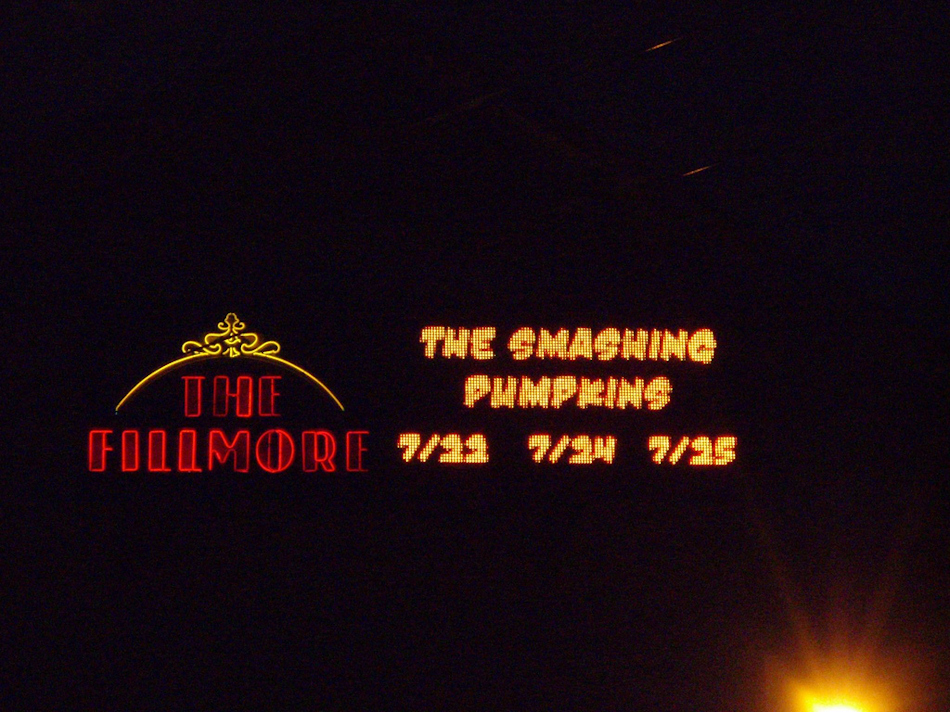 THE SMASHING
PUMPKINS
THE
FILLMORE
7/22 7/24 7/25